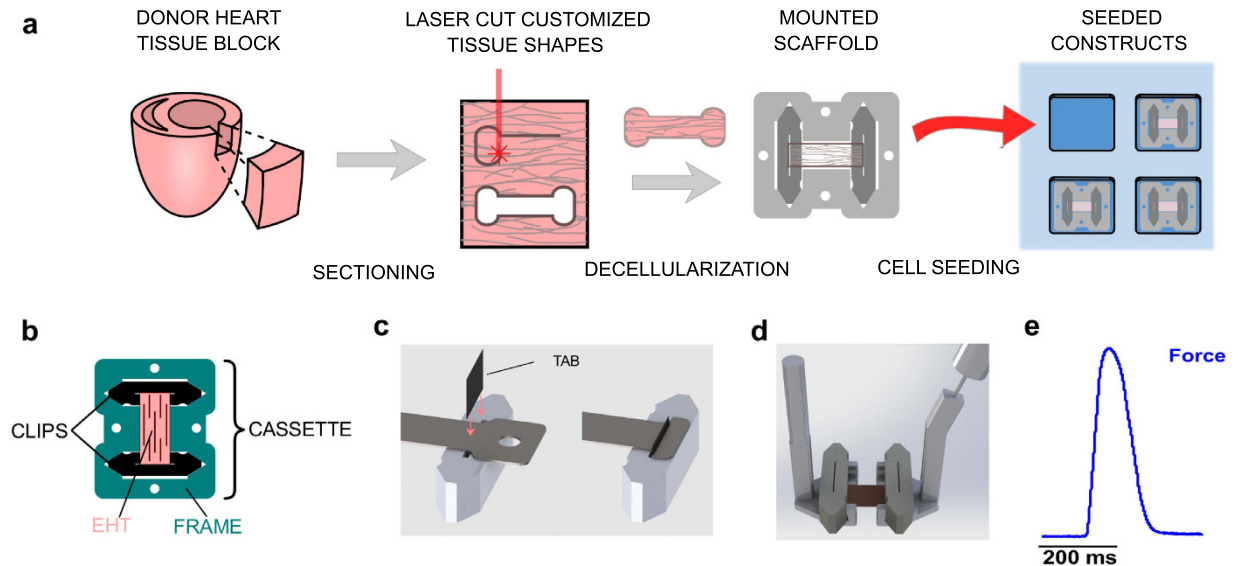 a
DONOR HEART
TISSUE BLOCK
LASER CUT CUSTOMIZED
TISSUE SHAPES
MOUNTED
SCAFFOLD
SEEDED
CONSTRUCTS
SECTIONING
DECELLULARIZATION
CELL SEEDING
b
CLIPS
CASSETTE
EHT
FRAME
c
TAB
d
e
Force
200 ms